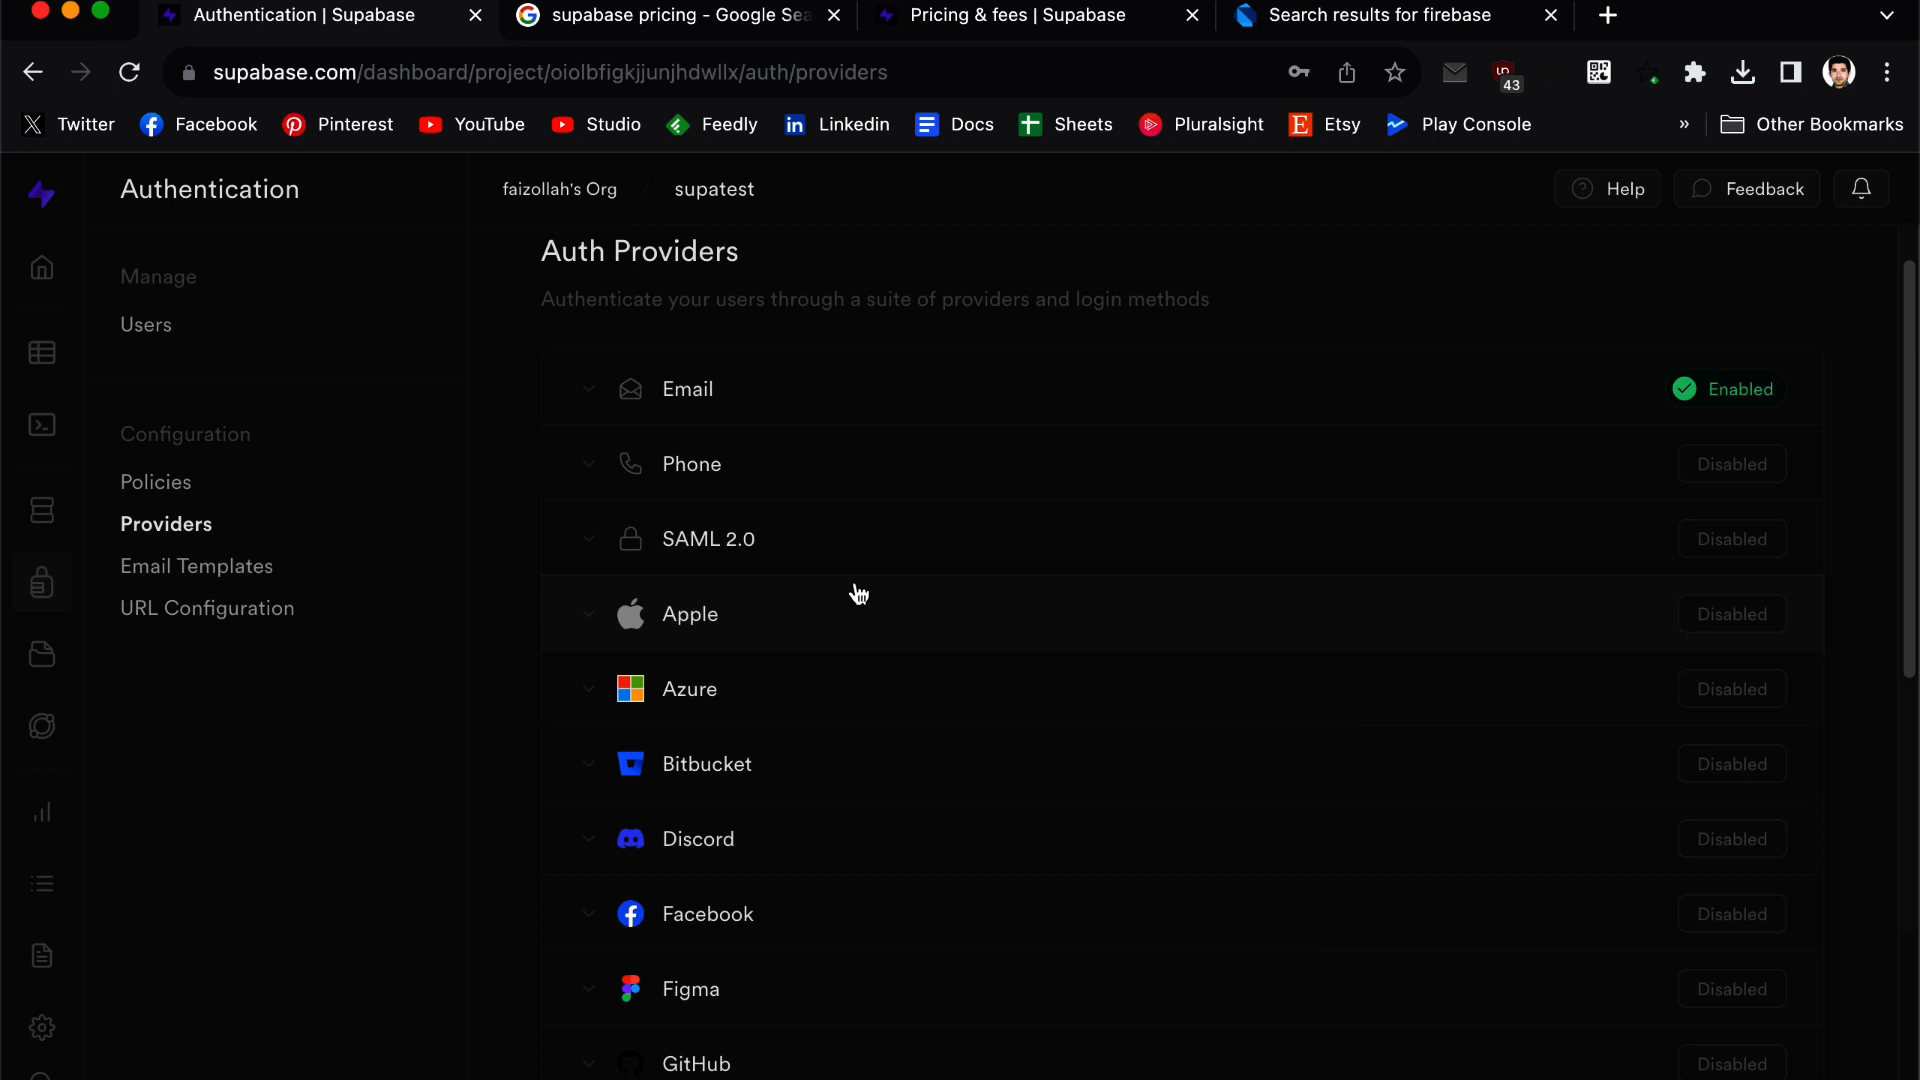 Authentication | Supabase
supabase pricing - Google Sea
Pricing & fees | Supabase
Search results for firebase
supabase.com/dashboard/project/oiolbfigkjjunjhdwllx/auth/providers
43
Twitter
Facebook
Pinterest
YouTube
Studio
Feedly
Linkedin
Docs
Sheets
Pluralsight
Etsy
Play Console
»
Other Bookmarks
Authentication
faizollah's Org / supatest
Help
Feedback
Manage
Users
Configuration
Policies
Providers
Email Templates
URL Configuration
Auth Providers
Authenticate your users through a suite of providers and login methods
Email
Enabled
Phone
Disabled
SAML 2.0
Disabled
Apple
Disabled
Azure
Disabled
Bitbucket
Disabled
Discord
Disabled
Facebook
Disabled
Figma
Disabled
GitHub
Disabled